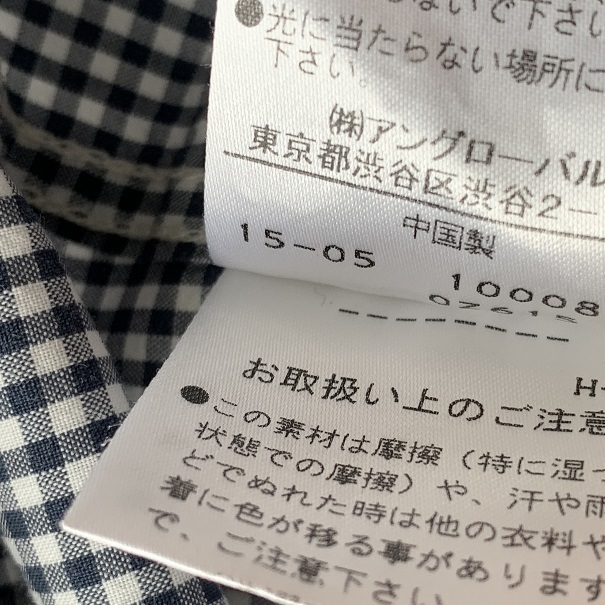 ないで下さい
●光に当たらない場所に
下さい。
㈱アングローバル
東京都渋谷区渋谷2-
中国製
15-05 10008
お取扱い上のご注意
●この素材は摩擦(特に湿っ
状態での摩擦)や、汗や雨
どでぬれた時は他の衣料や
着に色が移る事があります
で、ご注意下さい。